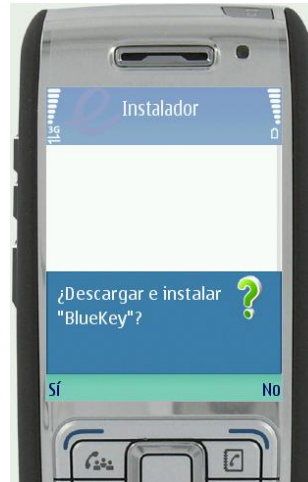 Instalador
3G
¿Descargar e instalar
"BlueKey"?
Sí
No